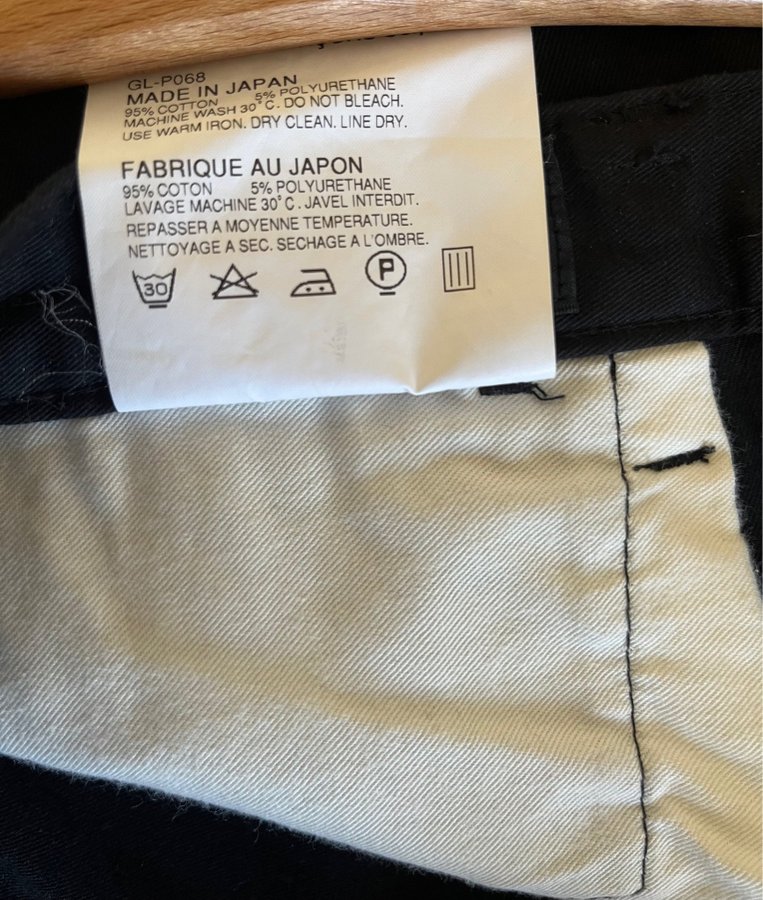 GL-P068
MADE IN JAPAN
95% COTTON 5% POLYURETHANE
MACHINE WASH 30°C. DO NOT BLEACH.
USE WARM IRON. DRY CLEAN. LINE DRY.
FABRIQUE AU JAPON
95% COTON 5% POLYURETHANE
LAVAGE MACHINE 30°C. JAVEL INTERDIT.
REPASSER A MOYENNE TEMPERATURE.
NETTOYAGE A SEC. SECHAGE A L'OMBRE.
30 P